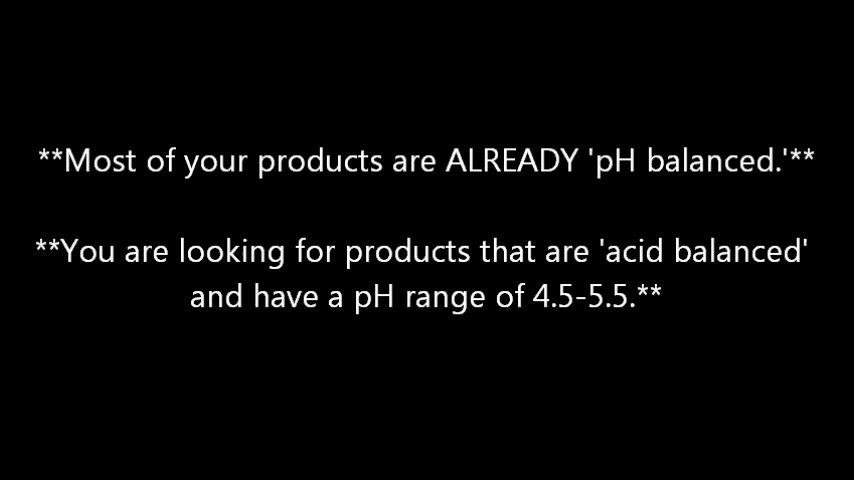 **Most of your products are ALREADY 'pH balanced.'**
**You are looking for products that are 'acid balanced'
and have a pH range of 4.5-5.5.**